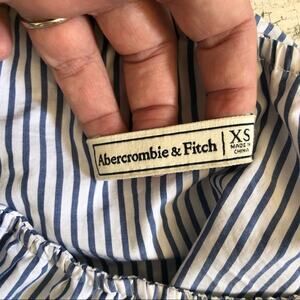 Abercrombie & Fitch
XS
MADE IN
CHINA